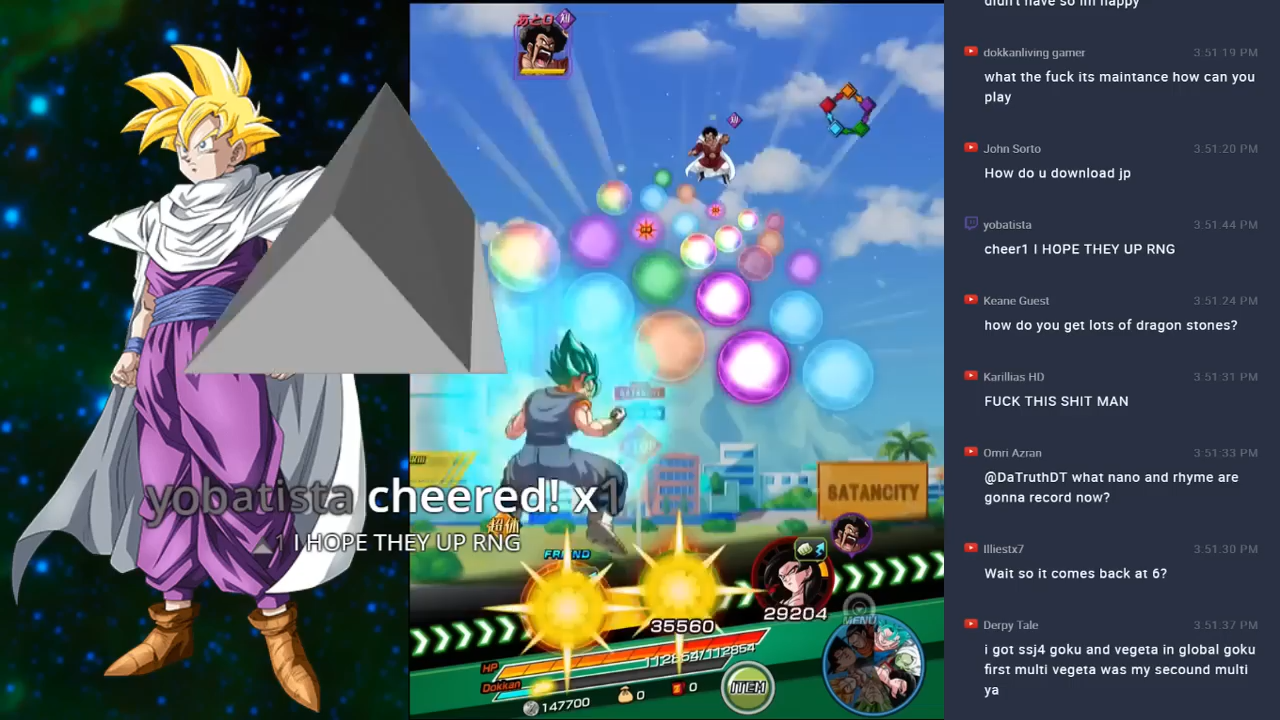 didn't have so im happy
dokkanliving gamer
3:51:19 PM
what the fuck its maintance how can you
play
John Sorto
3:51:20 PM
How do u download jp
yobatista
3:51:44 PM
cheer1 I HOPE THEY UP RNG
Keane Guest
3:51:24 PM
how do you get lots of dragon stones?
Karillias HD
3:51:31 PM
FUCK THIS SHIT MAN
Omri Azran
3:51:33 PM
@DaTruthDT what nano and rhyme are
gonna record now?
Illiestx7
3:51:30 PM
Wait so it comes back at 6?
Derpy Tale
3:51:37 PM
i got ssj4 goku and vegeta in global goku
first multi vegeta was my secound multi
ya
あと0
SATANCITY
yobatista cheered! x1
1 I HOPE THEY UP RNG
FRIEND
35560
29204
MENU
HP
112854/112854
Dokkan
ITEM
147700
0
0